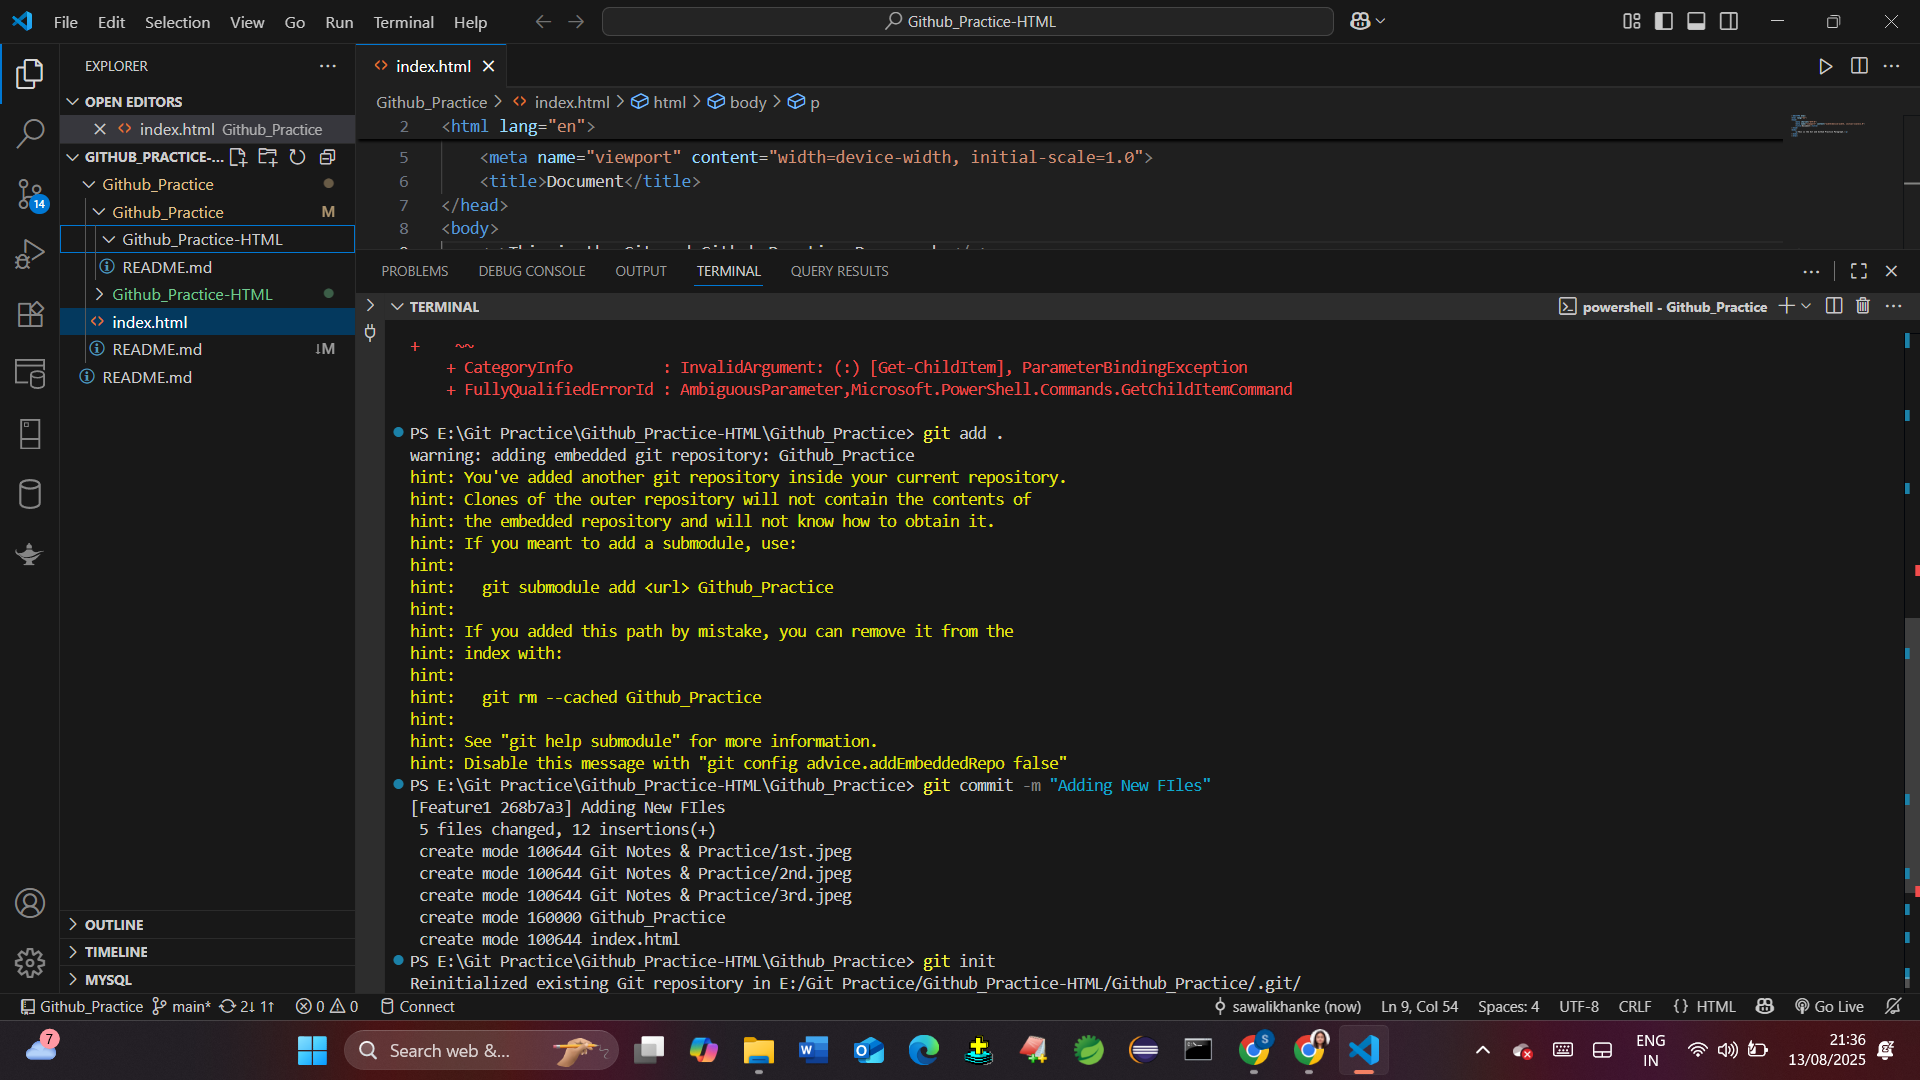 File Edit Selection View Go Run Terminal Help
Github_Practice-HTML
EXPLORER
OPEN EDITORS
index.html Github_Practice
GITHUB_PRACTICE-...
Github_Practice
Github_Practice M
Github_Practice-HTML
README.md
Github_Practice-HTML
index.html
README.md ↓M
README.md
OUTLINE
TIMELINE
MYSQL
14
index.html
Github_Practice > index.html > html > body > p
2 <html lang="en">
5 <meta name="viewport" content="width=device-width, initial-scale=1.0">
6 <title>Document</title>
7 </head>
8 <body>
PROBLEMS DEBUG CONSOLE OUTPUT TERMINAL QUERY RESULTS
TERMINAL
powershell - Github_Practice
+ ~~
+ CategoryInfo : InvalidArgument: (:) [Get-ChildItem], ParameterBindingException
+ FullyQualifiedErrorId : AmbiguousParameter,Microsoft.PowerShell.Commands.GetChildItemCommand
PS E:\Git Practice\Github_Practice-HTML\Github_Practice> git add .
warning: adding embedded git repository: Github_Practice
hint: You've added another git repository inside your current repository.
hint: Clones of the outer repository will not contain the contents of
hint: the embedded repository and will not know how to obtain it.
hint: If you meant to add a submodule, use:
hint:
hint: git submodule add <url> Github_Practice
hint:
hint: If you added this path by mistake, you can remove it from the
hint: index with:
hint:
hint: git rm --cached Github_Practice
hint:
hint: See "git help submodule" for more information.
hint: Disable this message with "git config advice.addEmbeddedRepo false"
PS E:\Git Practice\Github_Practice-HTML\Github_Practice> git commit -m "Adding New FIles"
[Feature1 268b7a3] Adding New FIles
5 files changed, 12 insertions(+)
create mode 100644 Git Notes & Practice/1st.jpeg
create mode 100644 Git Notes & Practice/2nd.jpeg
create mode 100644 Git Notes & Practice/3rd.jpeg
create mode 160000 Github_Practice
create mode 100644 index.html
PS E:\Git Practice\Github_Practice-HTML\Github_Practice> git init
Reinitialized existing Git repository in E:/Git Practice/Github_Practice-HTML/Github_Practice/.git/
Github_Practice main* 2↓ 1↑ 0 0 Connect
sawalikhanke (now) Ln 9, Col 54 Spaces: 4 UTF-8 CRLF {} HTML Go Live
7
Search web &...
S
ENG
IN
21:36
13/08/2025